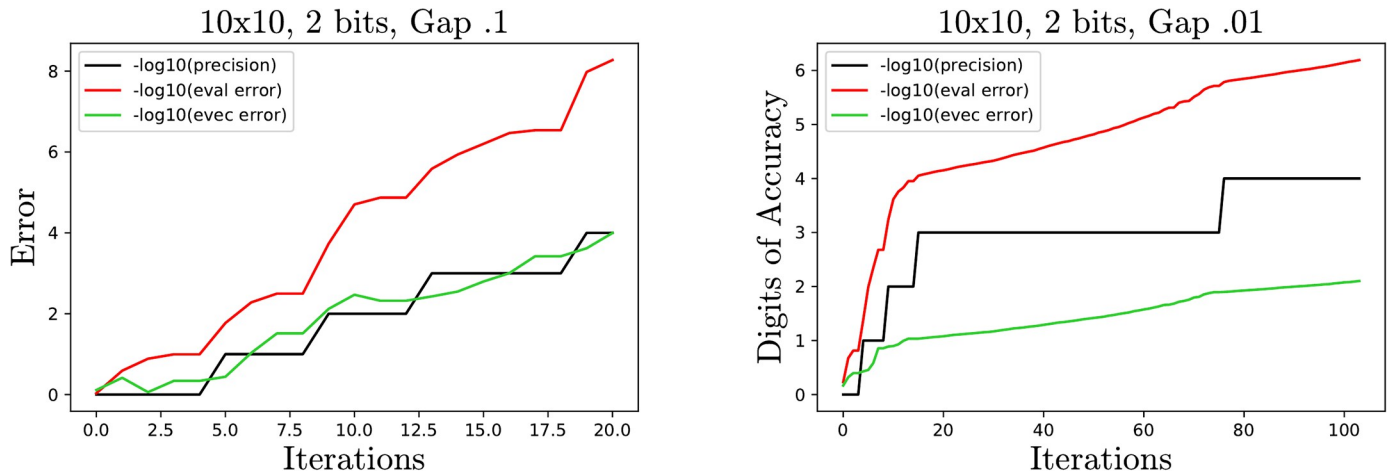 10x10, 2 bits, Gap .1
-log10(precision)
-log10(eval error)
-log10(evec error)
Error
8
6
4
2
0
0.0 2.5 5.0 7.5 10.0 12.5 15.0 17.5 20.0
Iterations
10x10, 2 bits, Gap .01
-log10(precision)
-log10(eval error)
-log10(evec error)
Digits of Accuracy
6
5
4
3
2
1
0
0 20 40 60 80 100
Iterations